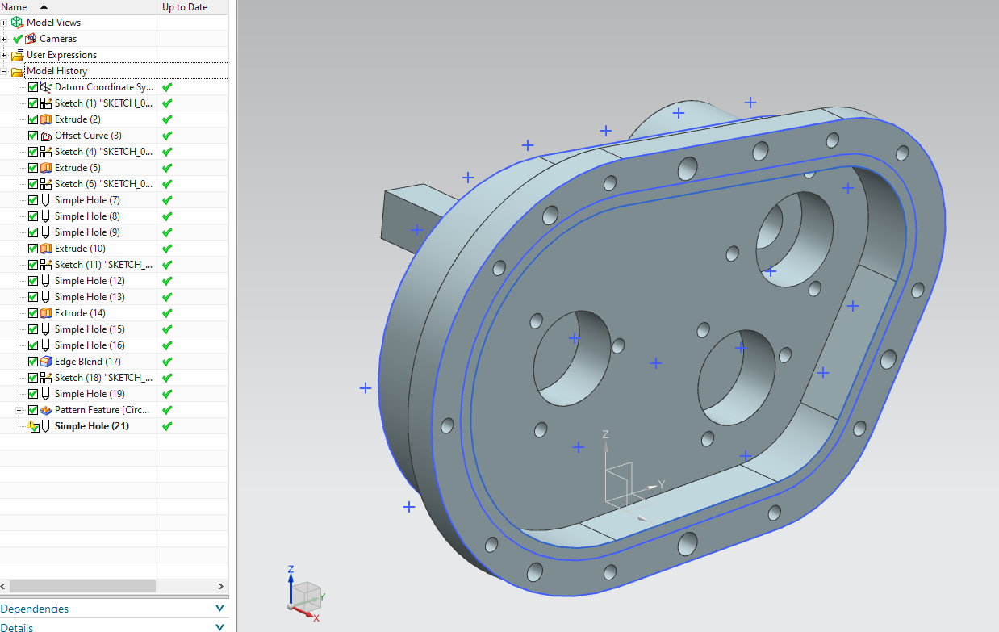 Name Up to Date
Model Views
Cameras
User Expressions
Model History
Datum Coordinate Sy...
Sketch (1) "SKETCH_0...
Extrude (2)
Offset Curve (3)
Sketch (4) "SKETCH_0...
Extrude (5)
Sketch (6) "SKETCH_0...
Simple Hole (7)
Simple Hole (8)
Simple Hole (9)
Extrude (10)
Sketch (11) "SKETCH_...
Simple Hole (12)
Simple Hole (13)
Extrude (14)
Simple Hole (15)
Simple Hole (16)
Edge Blend (17)
Sketch (18) "SKETCH_...
Simple Hole (19)
Pattern Feature [Circ...
Simple Hole (21)
Dependencies
Details
Z
Y
Z
Y
X